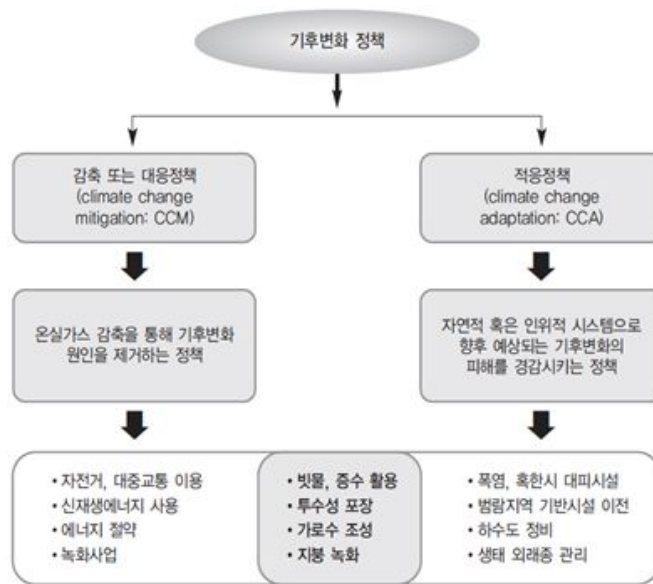 기후변화 정책
감축 또는 대응정책
(climate change
mitigation: CCM)
적응정책
(climate change
adaptation: CCA)
온실가스 감축을 통해 기후변화
원인을 제거하는 정책
자연적 혹은 인위적 시스템으로
향후 예상되는 기후변화의
피해를 경감시키는 정책
• 자전거, 대중교통 이용
• 신재생에너지 사용
• 에너지 절약
• 녹화사업
• 빗물, 중수 활용
• 투수성 포장
• 가로수 조성
• 지붕 녹화
• 폭염, 혹한시 대피시설
• 범람지역 기반시설 이전
• 하수도 정비
• 생태 외래종 관리